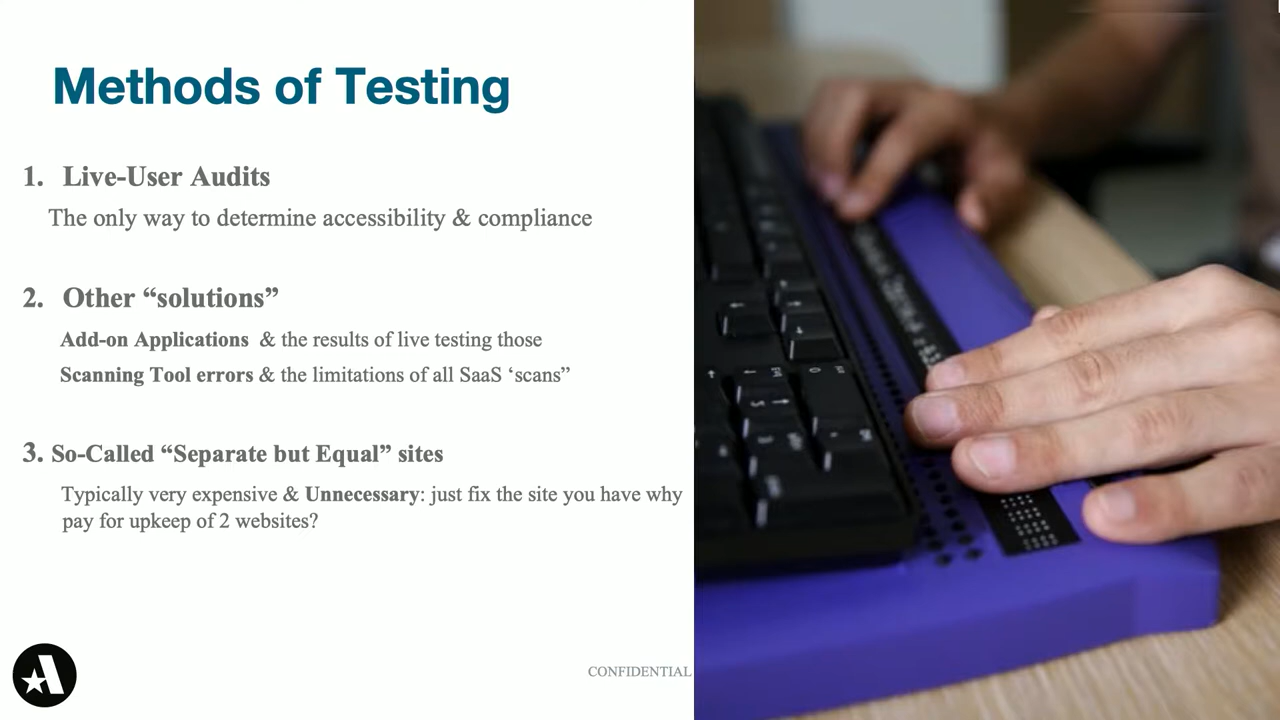 Methods of Testing
1. Live-User Audits
The only way to determine accessibility & compliance
2. Other “solutions”
Add-on Applications & the results of live testing those
Scanning Tool errors & the limitations of all SaaS ‘scans”
3. So-Called “Separate but Equal” sites
Typically very expensive & Unnecessary: just fix the site you have why
pay for upkeep of 2 websites?
CONFIDENTIAL